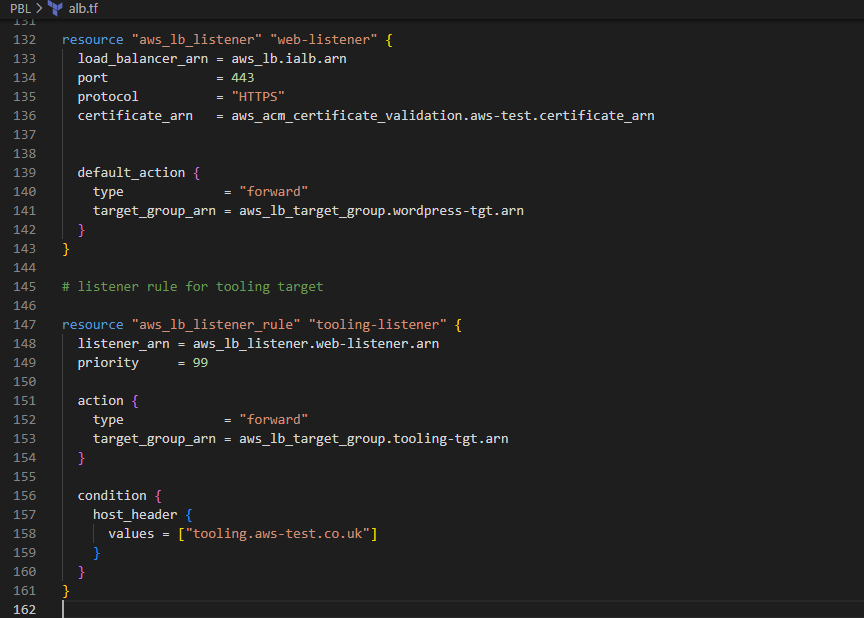 PBL > alb.tf
131
132 resource "aws_lb_listener" "web-listener" {
133   load_balancer_arn = aws_lb.ialb.arn
134   port              = 443
135   protocol          = "HTTPS"
136   certificate_arn   = aws_acm_certificate_validation.aws-test.certificate_arn
137
138
139   default_action {
140     type             = "forward"
141     target_group_arn = aws_lb_target_group.wordpress-tgt.arn
142   }
143 }
144
145 # listener rule for tooling target
146
147 resource "aws_lb_listener_rule" "tooling-listener" {
148   listener_arn = aws_lb_listener.web-listener.arn
149   priority     = 99
150
151   action {
152     type             = "forward"
153     target_group_arn = aws_lb_target_group.tooling-tgt.arn
154   }
155
156   condition {
157     host_header {
158       values = ["tooling.aws-test.co.uk"]
159     }
160   }
161 }
162